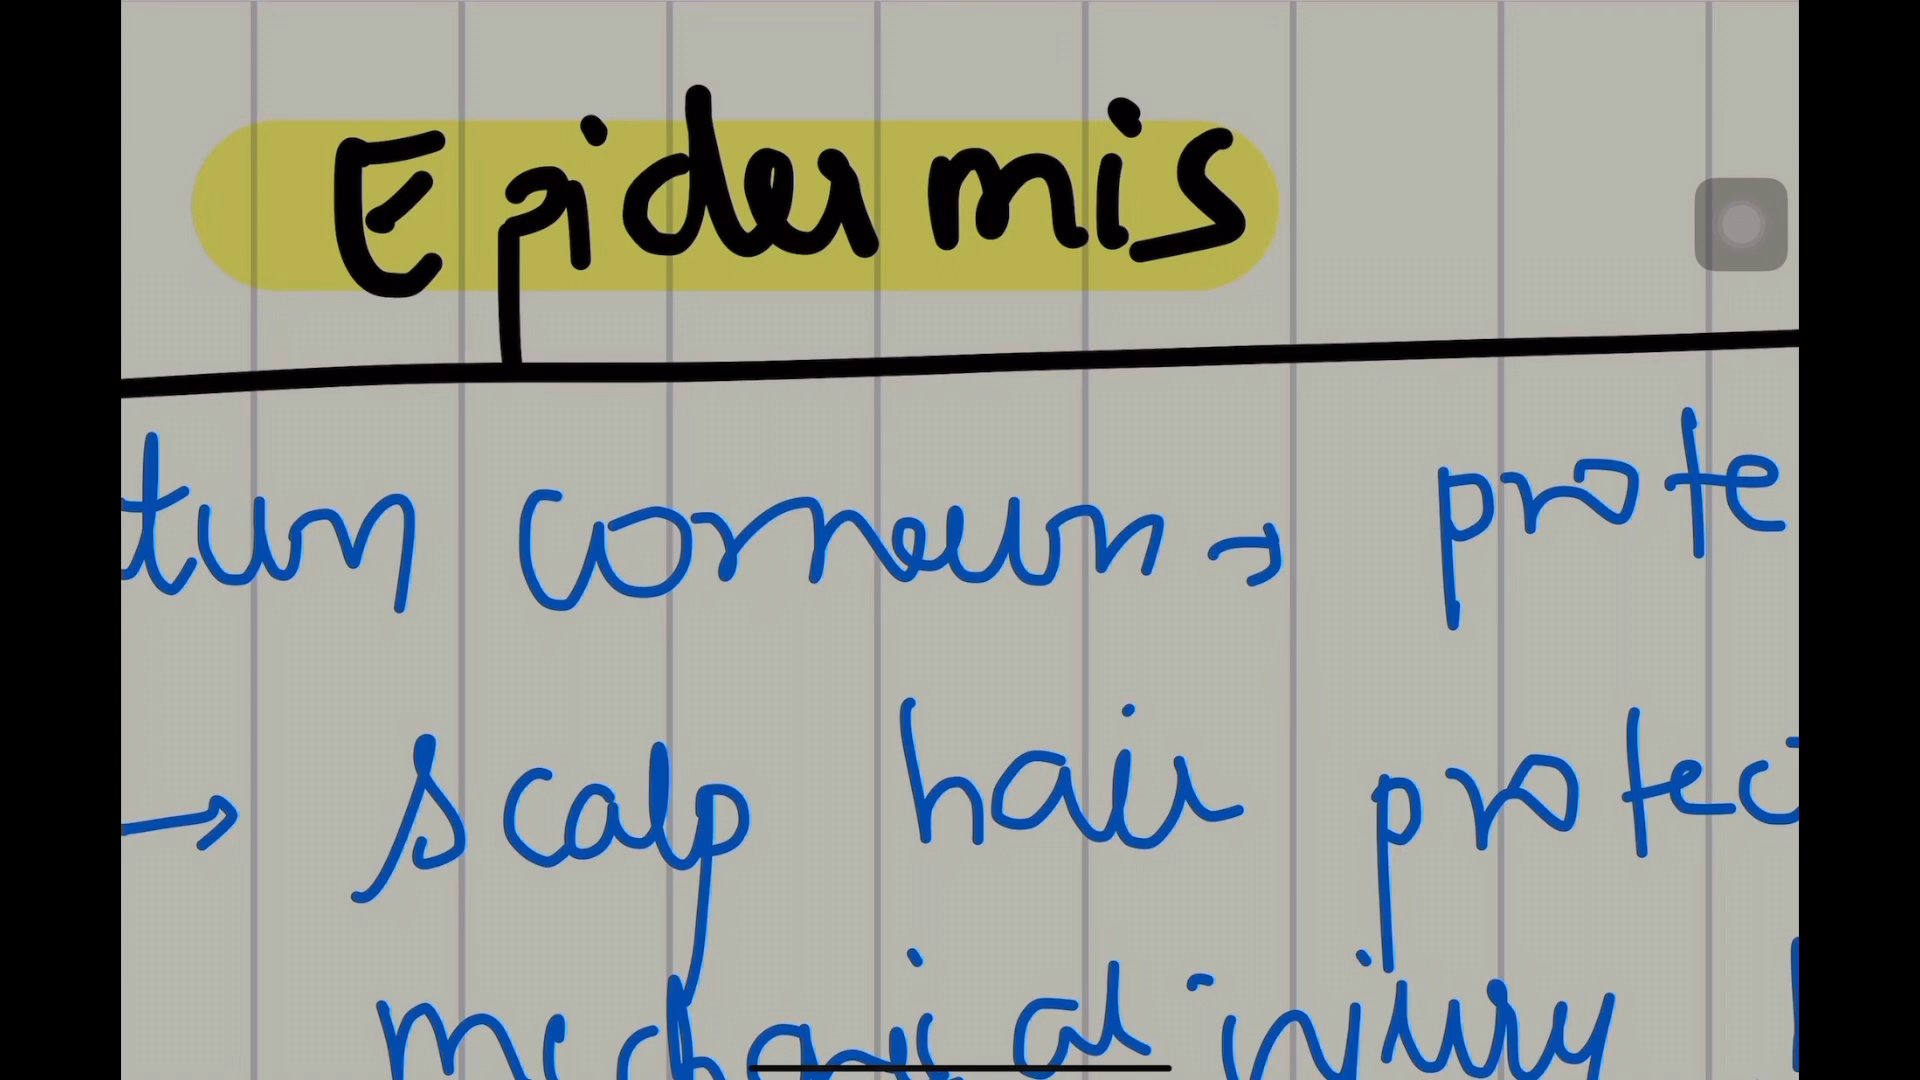 Epidermis
tum corneum → prote
→ scalp hair protec
mechanical injury